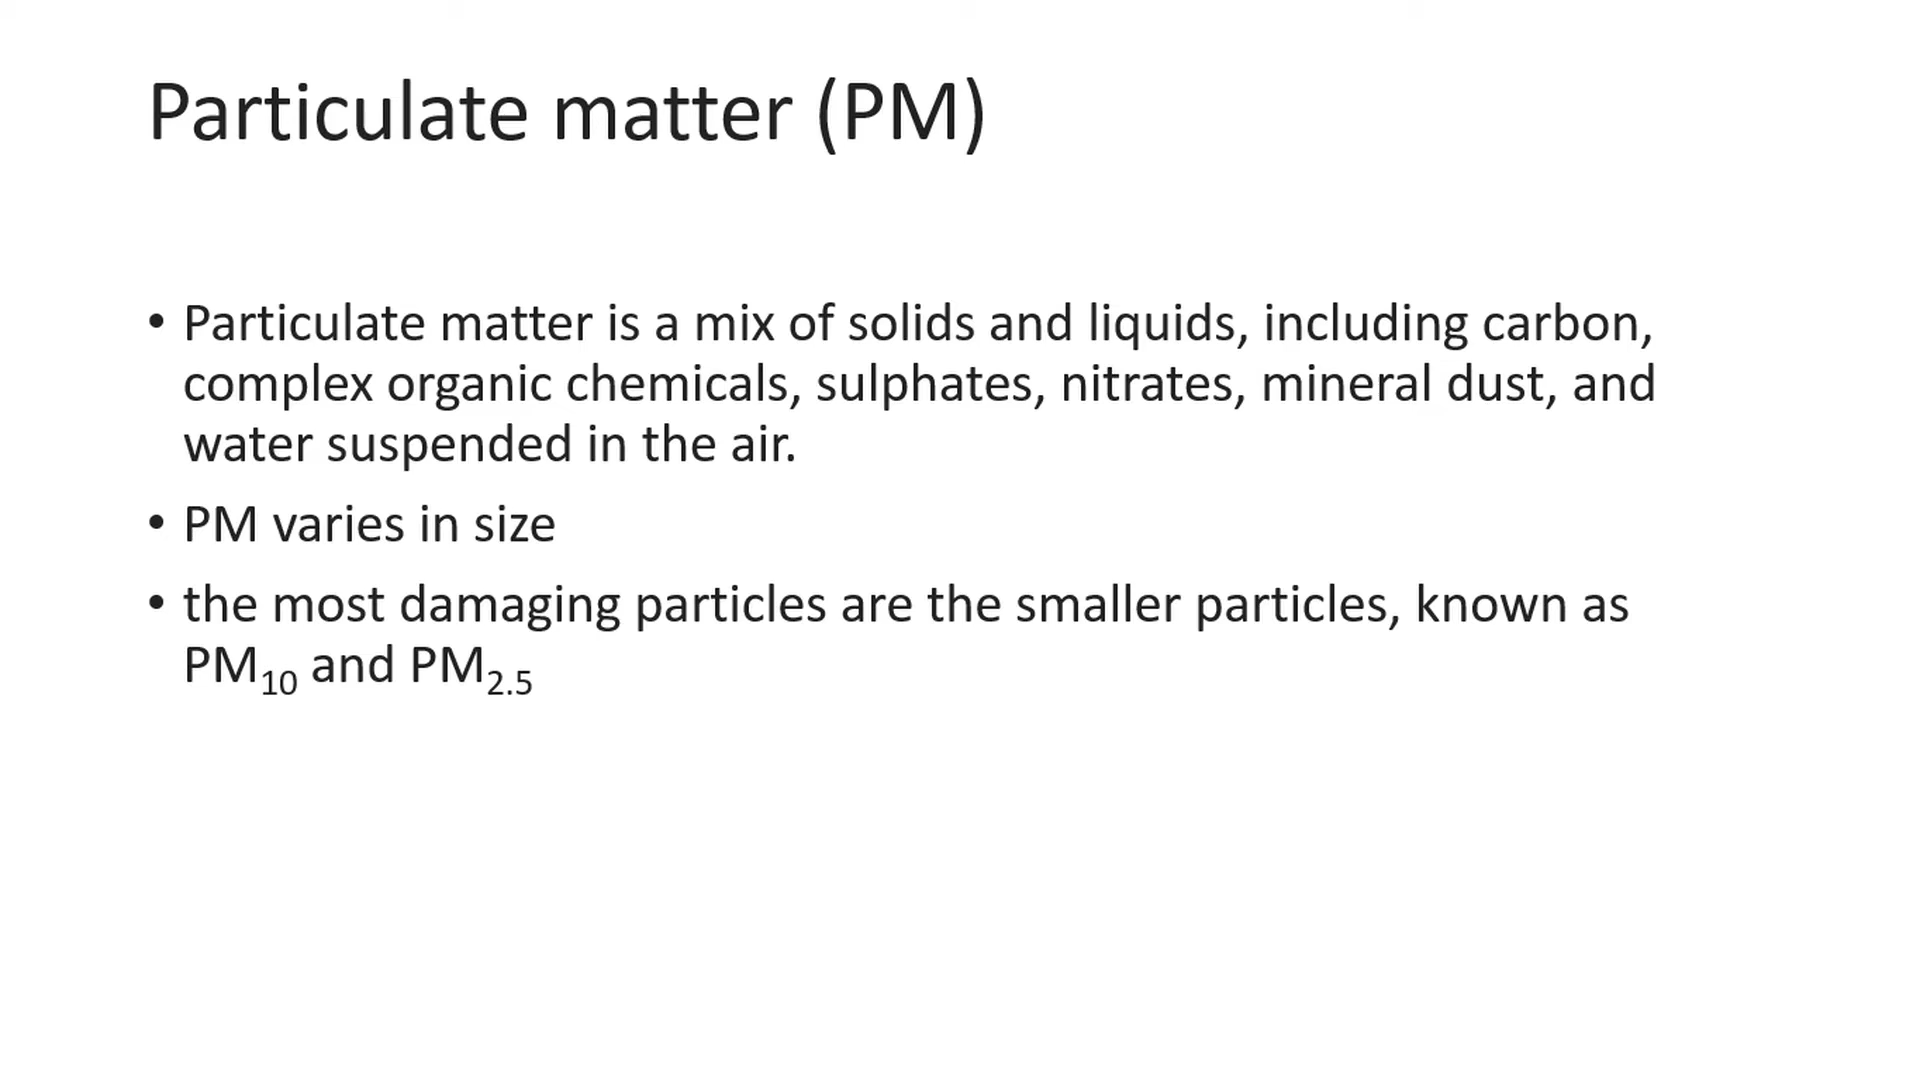 Particulate matter (PM)
• Particulate matter is a mix of solids and liquids, including carbon,
complex organic chemicals, sulphates, nitrates, mineral dust, and
water suspended in the air.
• PM varies in size
• the most damaging particles are the smaller particles, known as
PM₁₀ and PM₂.₅